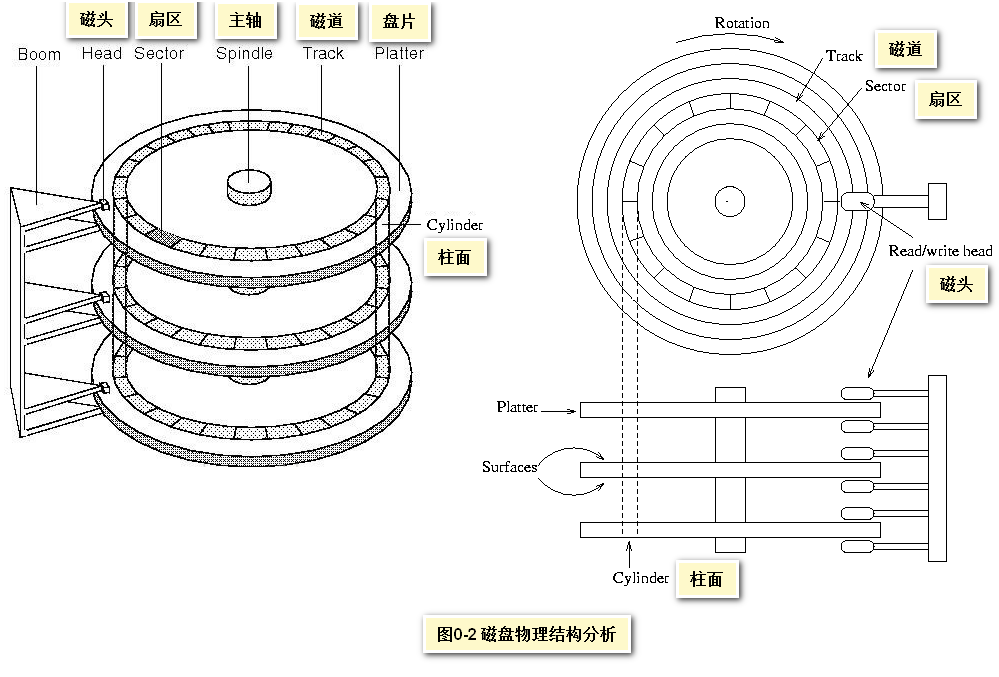 磁头
扇区
主轴
磁道
盘片
Boom
Head
Sector
Spindle
Track
Platter
Cylinder
柱面
Rotation
Track
磁道
Sector
扇区
Read/write head
磁头
Platter
Surfaces
Cylinder
柱面
图0-2 磁盘物理结构分析